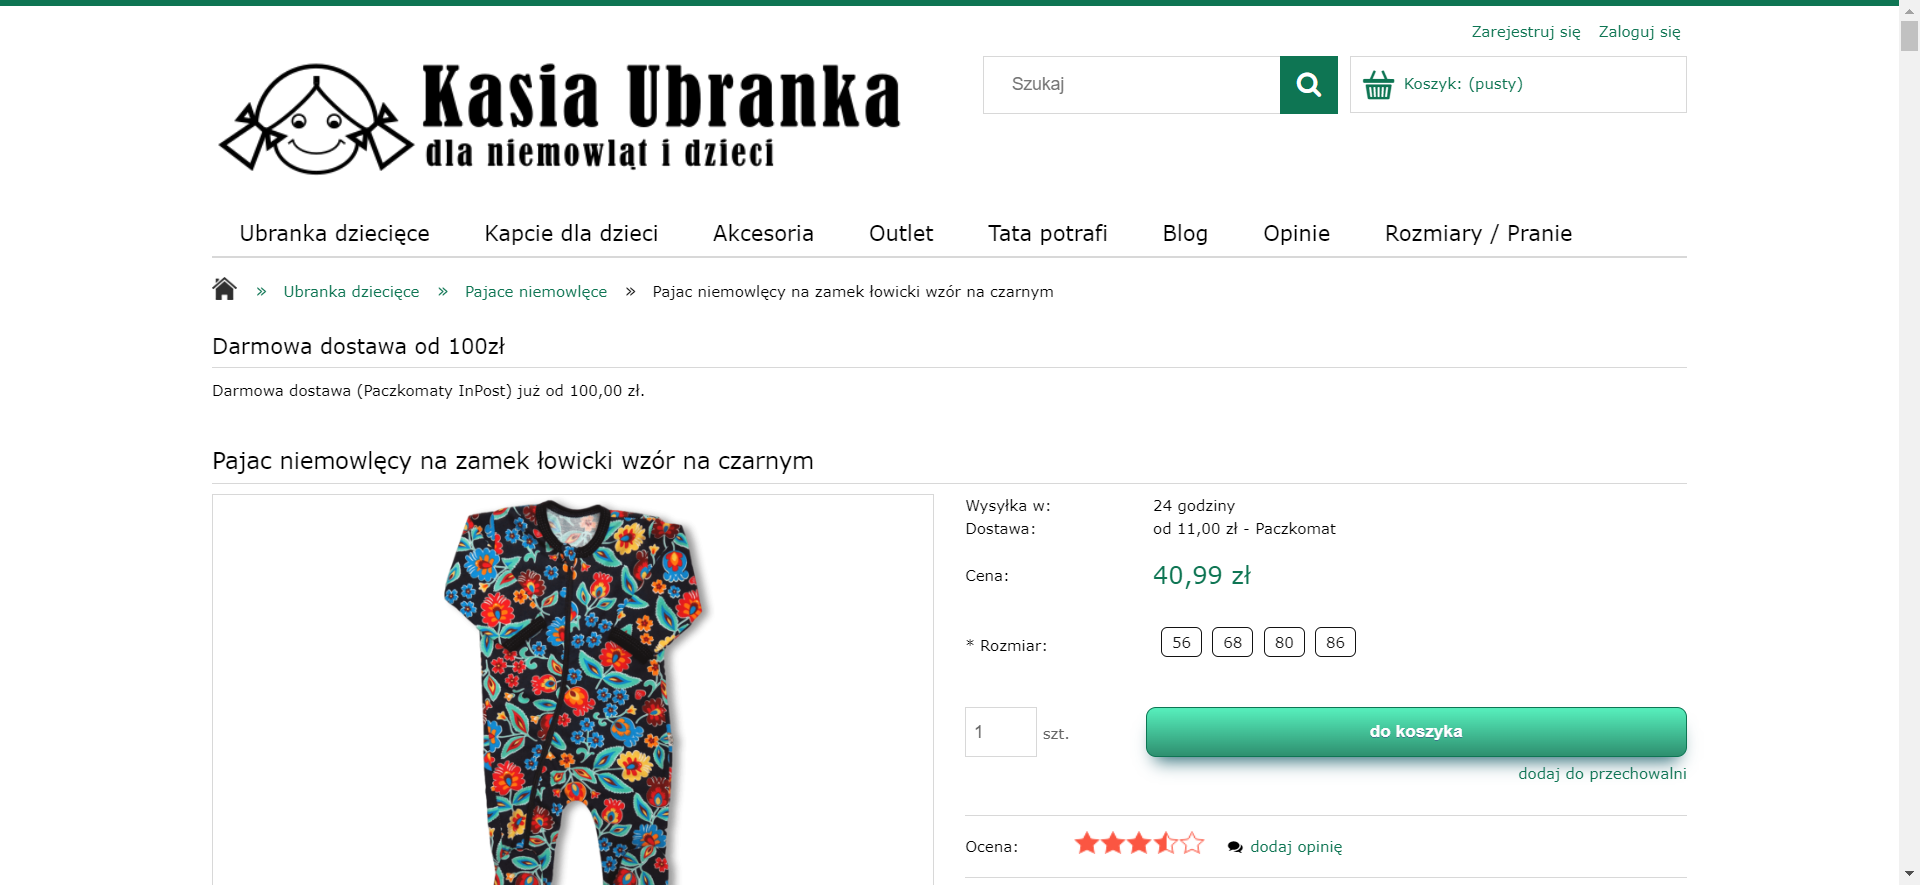 Zarejestruj się Zaloguj się
Kasia Ubranka
dla niemowląt i dzieci
Szukaj
Koszyk: (pusty)
Ubranka dziecięce Kapcie dla dzieci Akcesoria Outlet Tata potrafi Blog Opinie Rozmiary / Pranie
» Ubranka dziecięce » Pajace niemowlęce » Pajac niemowlęcy na zamek łowicki wzór na czarnym
Darmowa dostawa od 100zł
Darmowa dostawa (Paczkomaty InPost) już od 100,00 zł.
Pajac niemowlęcy na zamek łowicki wzór na czarnym
Wysyłka w: 24 godziny
Dostawa: od 11,00 zł - Paczkomat
Cena: 40,99 zł
* Rozmiar: 56 68 80 86
1 szt. do koszyka
dodaj do przechowalni
Ocena: dodaj opinię